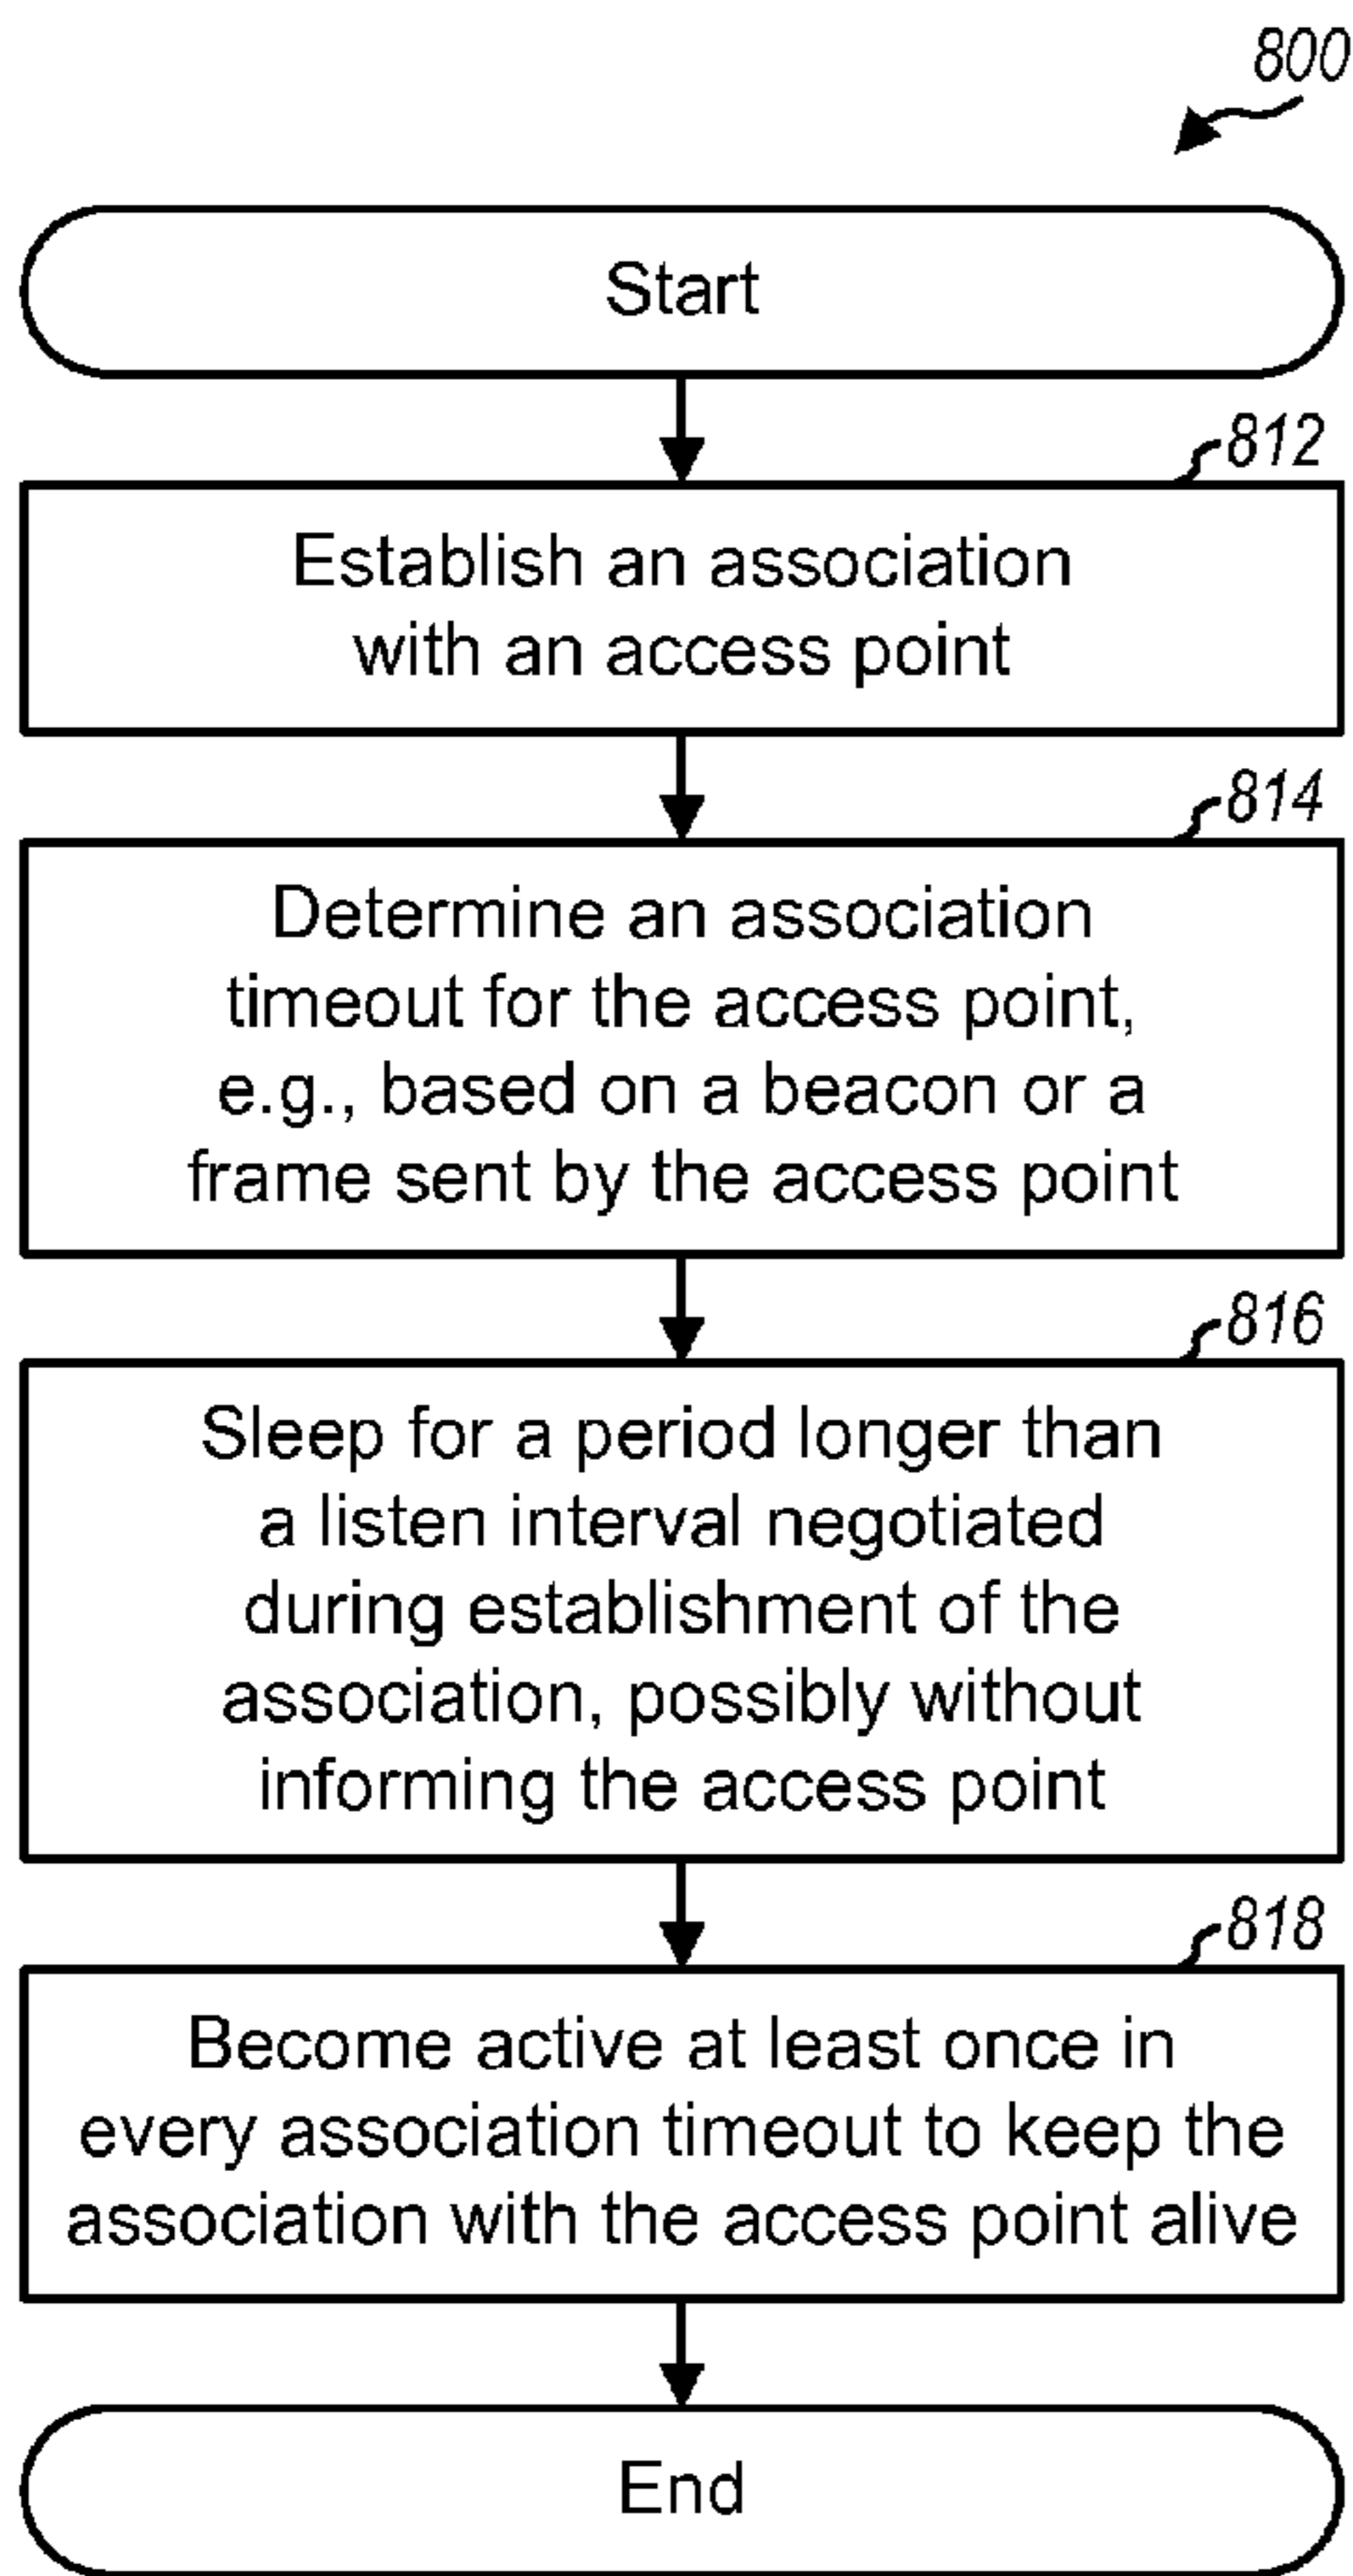 800
Start
812
Establish an association
with an access point
814
Determine an association
timeout for the access point,
e.g., based on a beacon or a
frame sent by the access point
816
Sleep for a period longer than
a listen interval negotiated
during establishment of the
association, possibly without
informing the access point
818
Become active at least once in
every association timeout to keep the
association with the access point alive
End